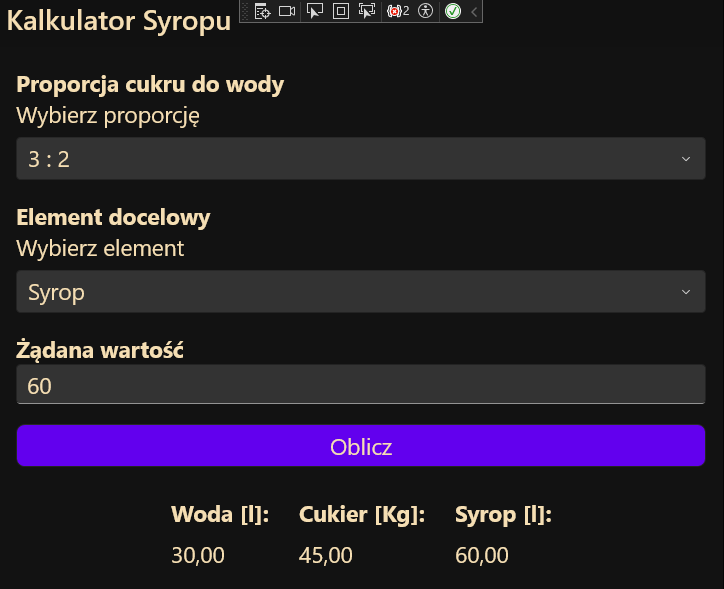 Kalkulator Syropu
2
Proporcja cukru do wody
Wybierz proporcję
3 : 2
Element docelowy
Wybierz element
Syrop
Żądana wartość
60
Oblicz
Woda [l]: Cukier [Kg]: Syrop [l]:
30,00 45,00 60,00